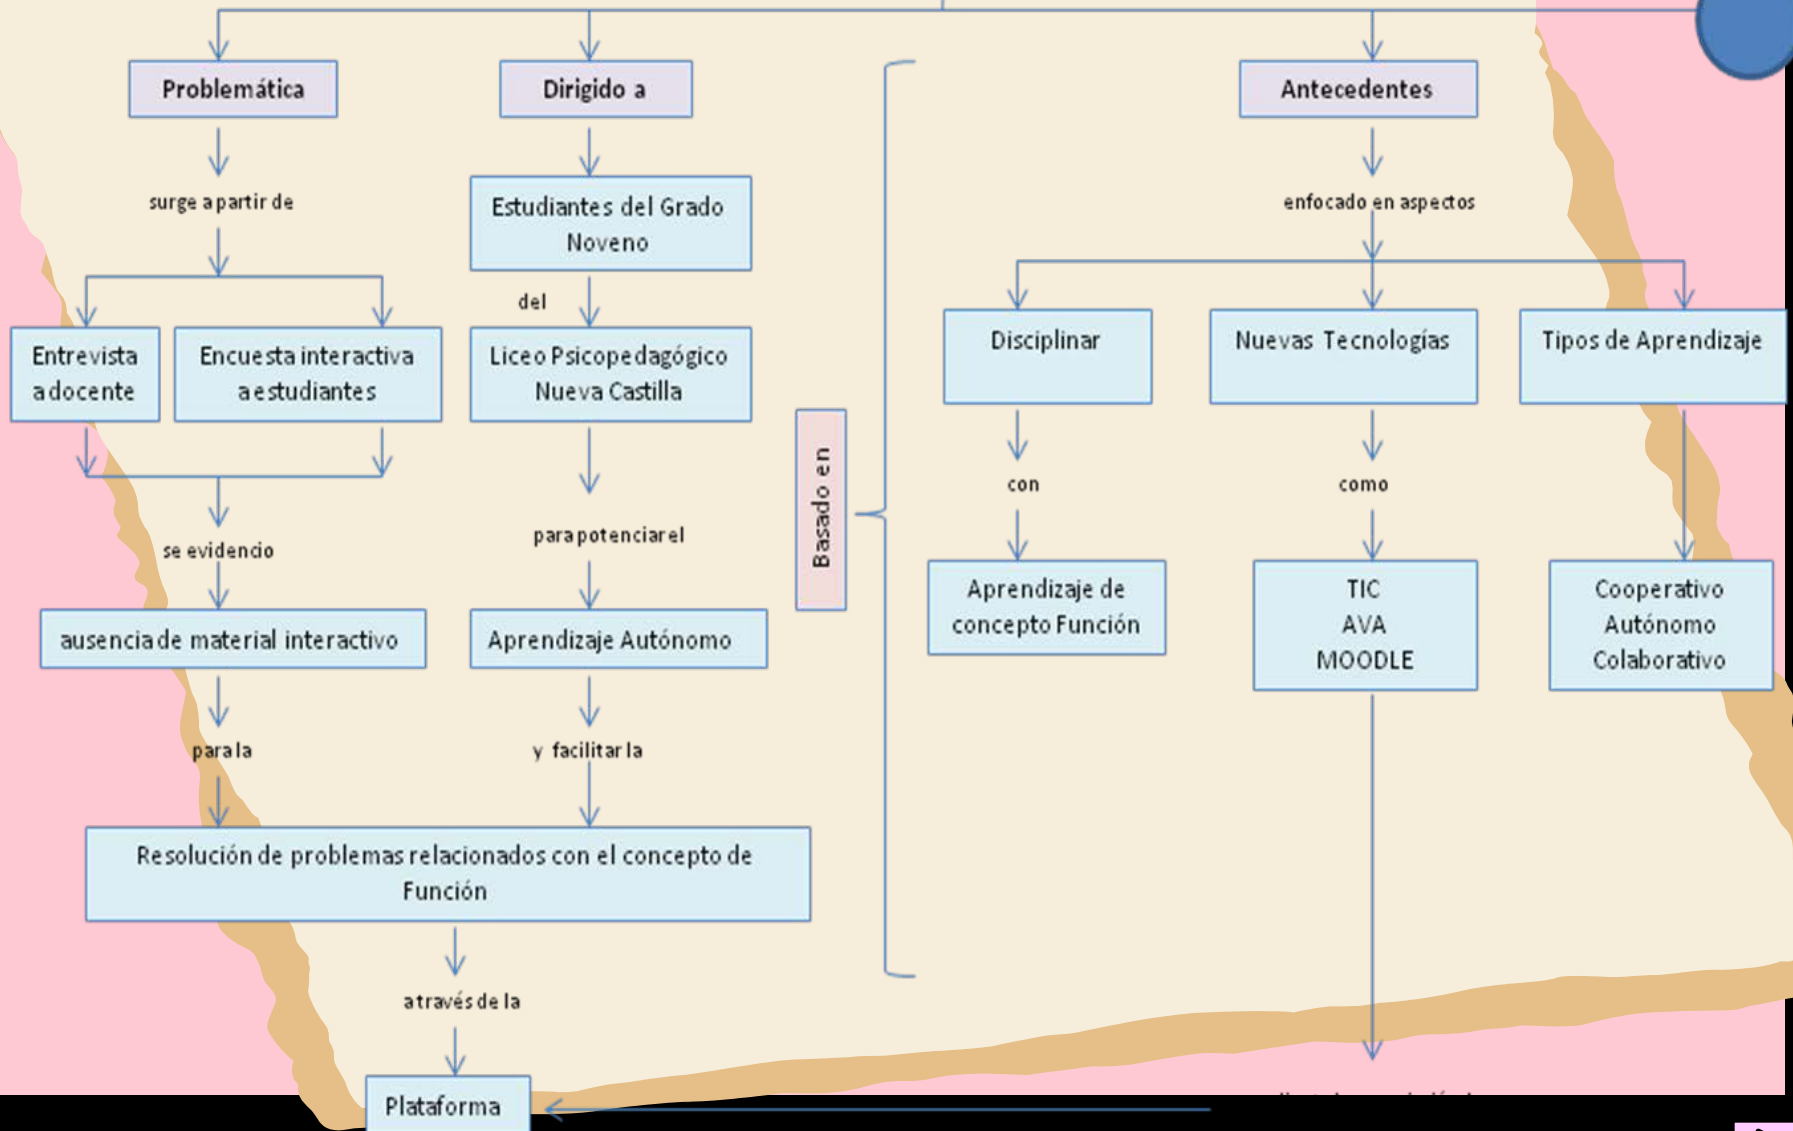 Problemática
surge a partir de
Entrevista
a docente
Encuesta interactiva
a estudiantes
se evidencio
ausencia de material interactivo
para la
Dirigido a
Estudiantes del Grado
Noveno
del
Liceo Psicopedagógico
Nueva Castilla
para potenciar el
Aprendizaje Autónomo
y facilitar la
Resolución de problemas relacionados con el concepto de
Función
a través de la
Plataforma
Basado en
Antecedentes
enfocado en aspectos
Disciplinar
con
Aprendizaje de
concepto Función
Nuevas Tecnologías
como
TIC
AVA
MOODLE
Tipos de Aprendizaje
Cooperativo
Autónomo
Colaborativo